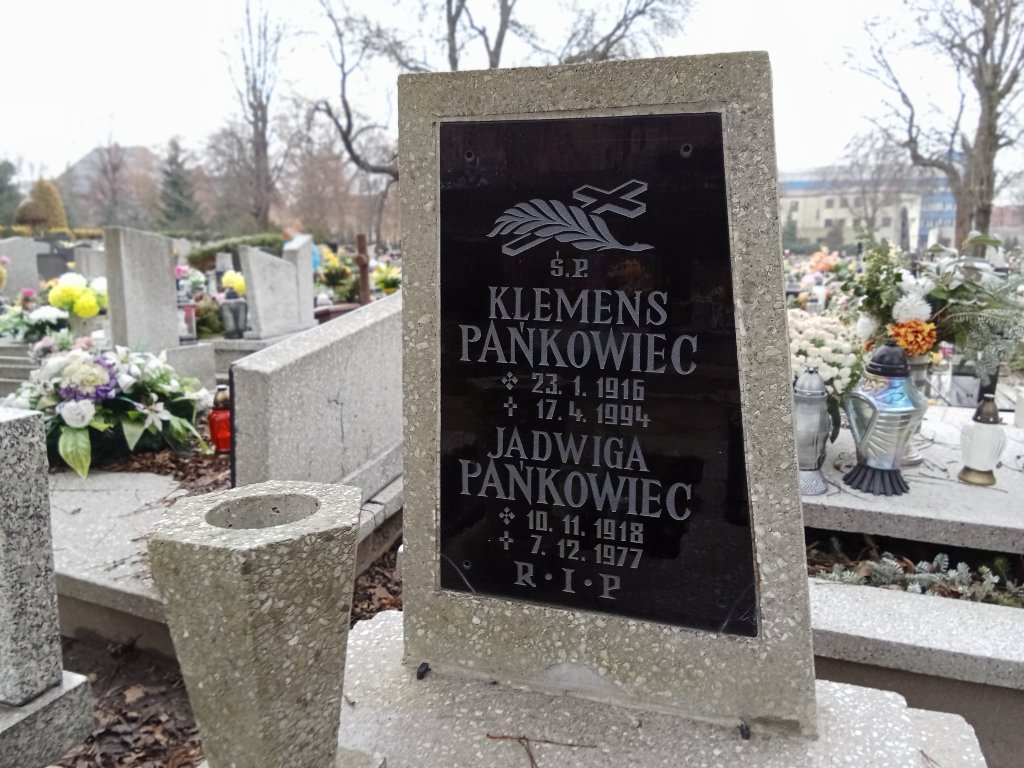 Ś.P.
KLEMENS
PAŃKOWIEC
23. 1. 1916
17. 4. 1994
JADWIGA
PAŃKOWIEC
10. 11. 1918
7. 12. 1977
R·I·P